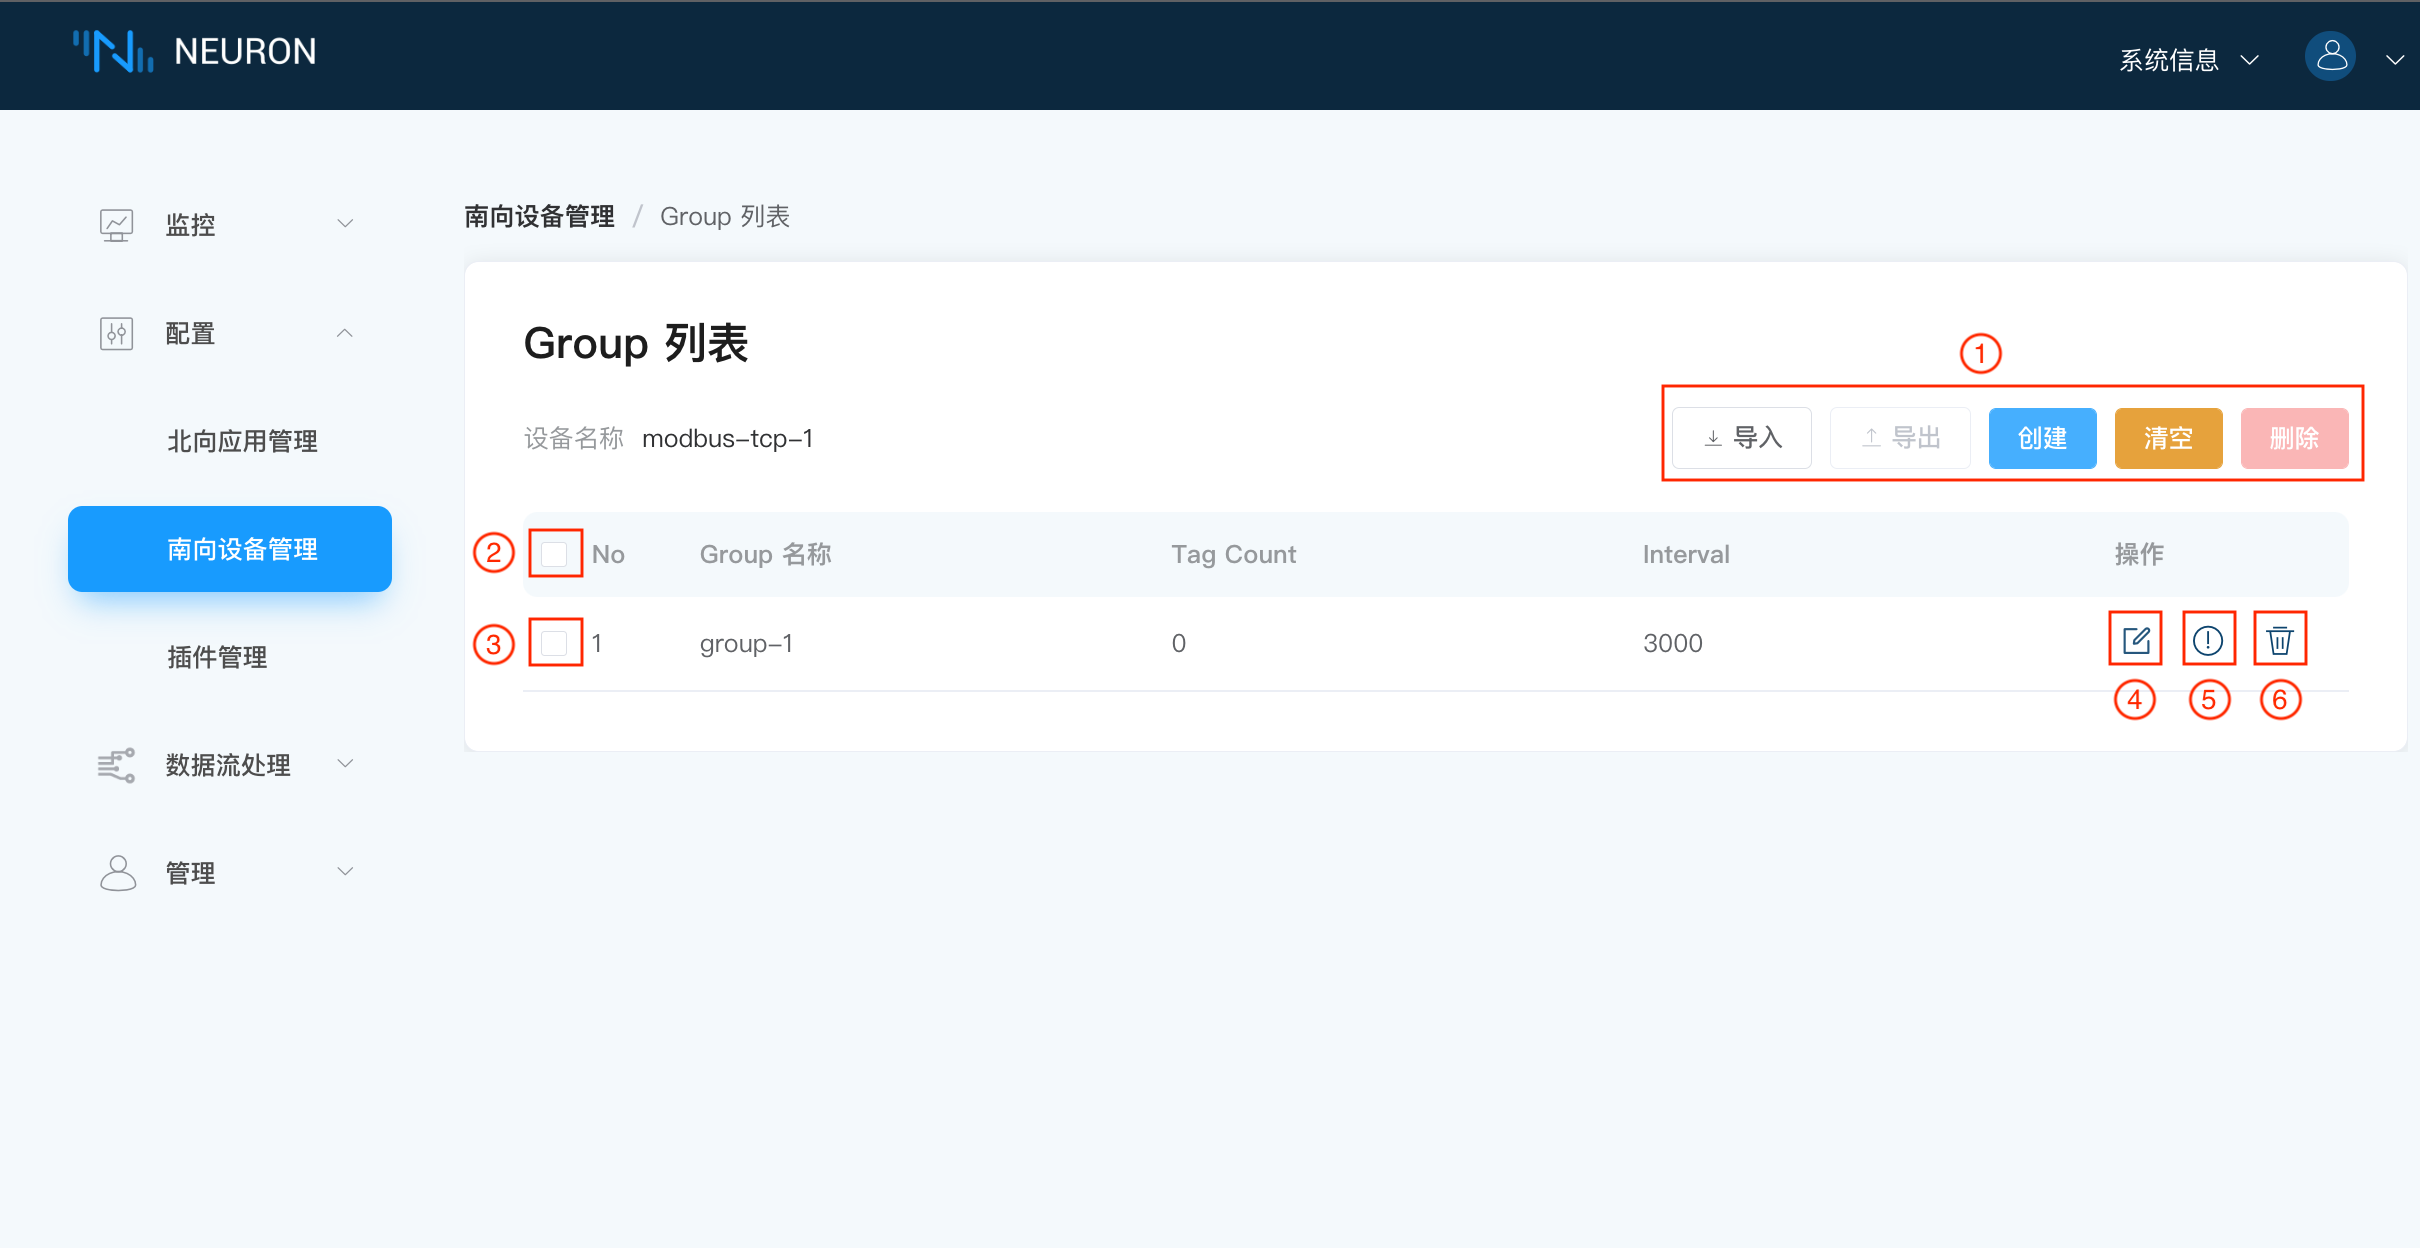 NEURON
系统信息
监控
配置
北向应用管理
南向设备管理
插件管理
数据流处理
管理
南向设备管理 / Group 列表
Group 列表
①
设备名称 modbus-tcp-1
导入 导出 创建 清空 删除
② No Group 名称 Tag Count Interval 操作
③ 1 group-1 0 3000
④ ⑤ ⑥